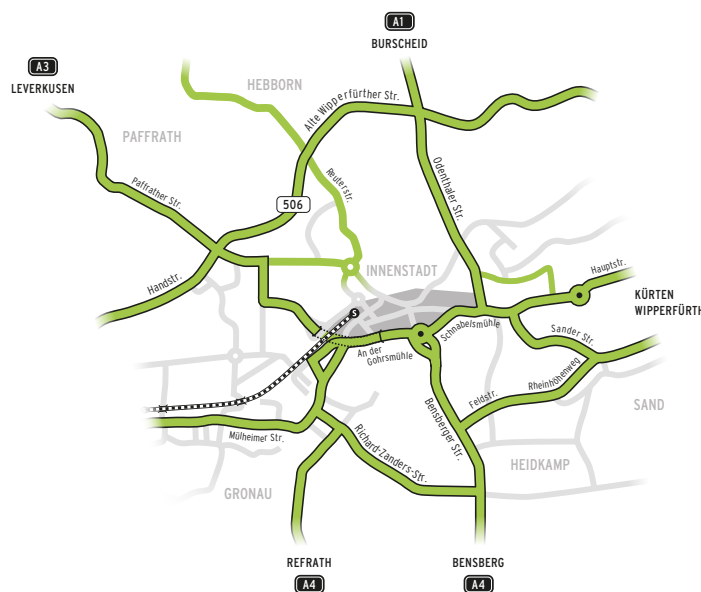 A1
BURSCHEID
A3
LEVERKUSEN
HEBBORN
Alte Wipperfürther Str.
PAFFRATH
Paffrather Str.
Reuterstr.
Odenthaler Str.
506
INNENSTADT
Handstr.
Hauptstr.
KÜRTEN
WIPPERFÜRTH
S
Schnabelsmühle
Sander Str.
An der
Gohrsmühle
Rheinhöhenweg
Feldstr.
SAND
Mülheimer Str.
Bensberger Str.
Richard-Zanders-Str.
HEIDKAMP
GRONAU
REFRATH
A4
BENSBERG
A4